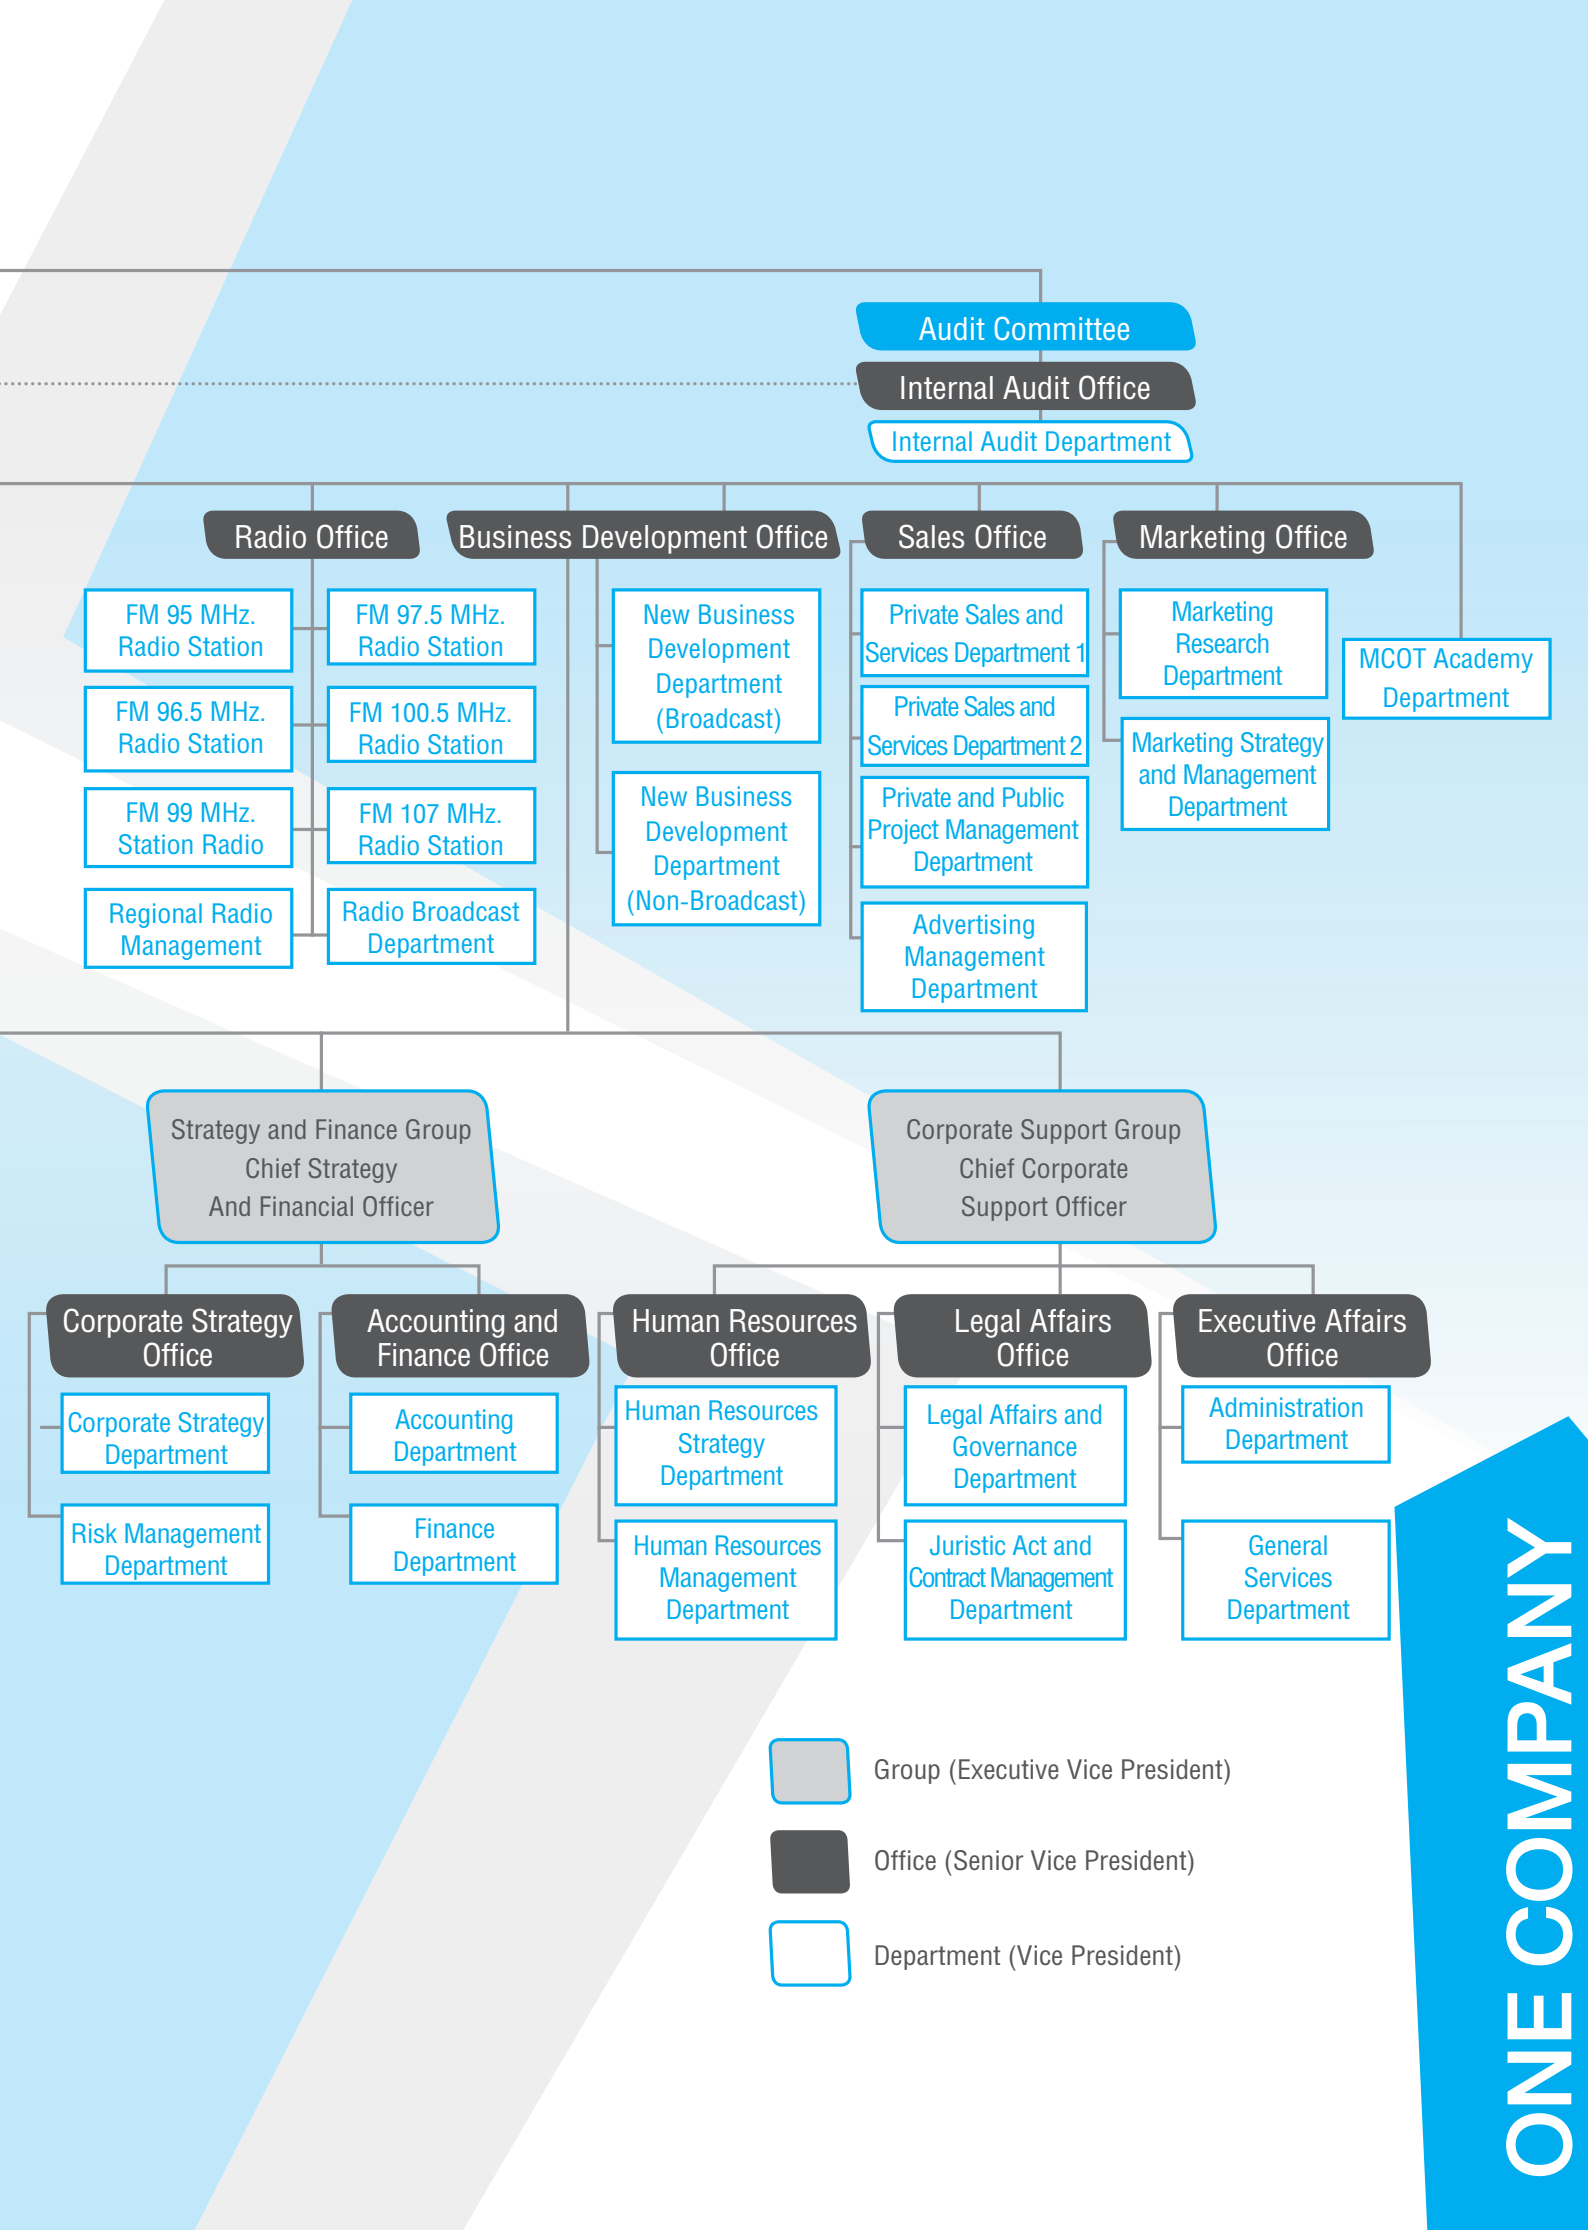 Audit Committee
Internal Audit Office
Internal Audit Department
Radio Office
Business Development Office
Sales Office
Marketing Office
FM 95 MHz.
Radio Station
FM 97.5 MHz.
Radio Station
FM 96.5 MHz.
Radio Station
FM 100.5 MHz.
Radio Station
FM 99 MHz.
Station Radio
FM 107 MHz.
Radio Station
Regional Radio
Management
Radio Broadcast
Department
New Business
Development
Department
(Broadcast)
New Business
Development
Department
(Non-Broadcast)
Private Sales and
Services Department 1
Private Sales and
Services Department 2
Private and Public
Project Management
Department
Advertising
Management
Department
Marketing
Research
Department
Marketing Strategy
and Management
Department
MCOT Academy
Department
Strategy and Finance Group
Chief Strategy
And Financial Officer
Corporate Support Group
Chief Corporate
Support Officer
Corporate Strategy
Office
Corporate Strategy
Department
Risk Management
Department
Accounting and
Finance Office
Accounting
Department
Finance
Department
Human Resources
Office
Human Resources
Strategy
Department
Human Resources
Management
Department
Legal Affairs
Office
Legal Affairs and
Governance
Department
Juristic Act and
Contract Management
Department
Executive Affairs
Office
Administration
Department
General
Services
Department
Group (Executive Vice President)
Office (Senior Vice President)
Department (Vice President)
ONE COMPANY